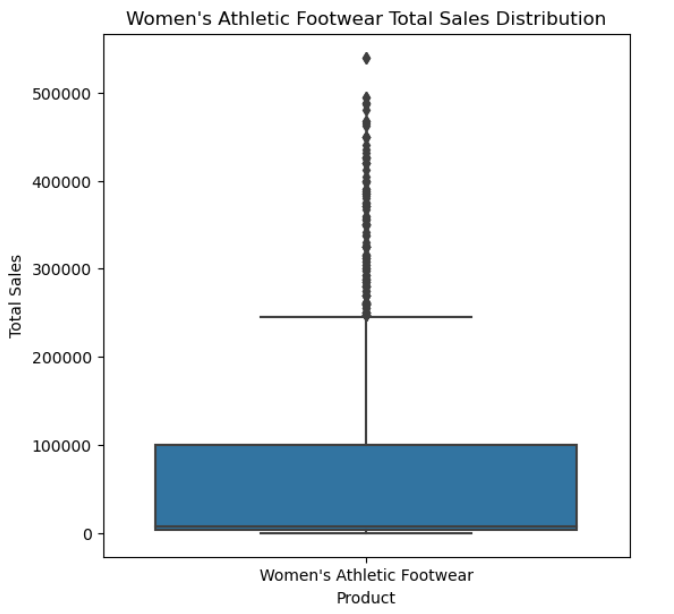 Women's Athletic Footwear Total Sales Distribution
500000
400000
300000
200000
100000
0
Total Sales
Women's Athletic Footwear
Product